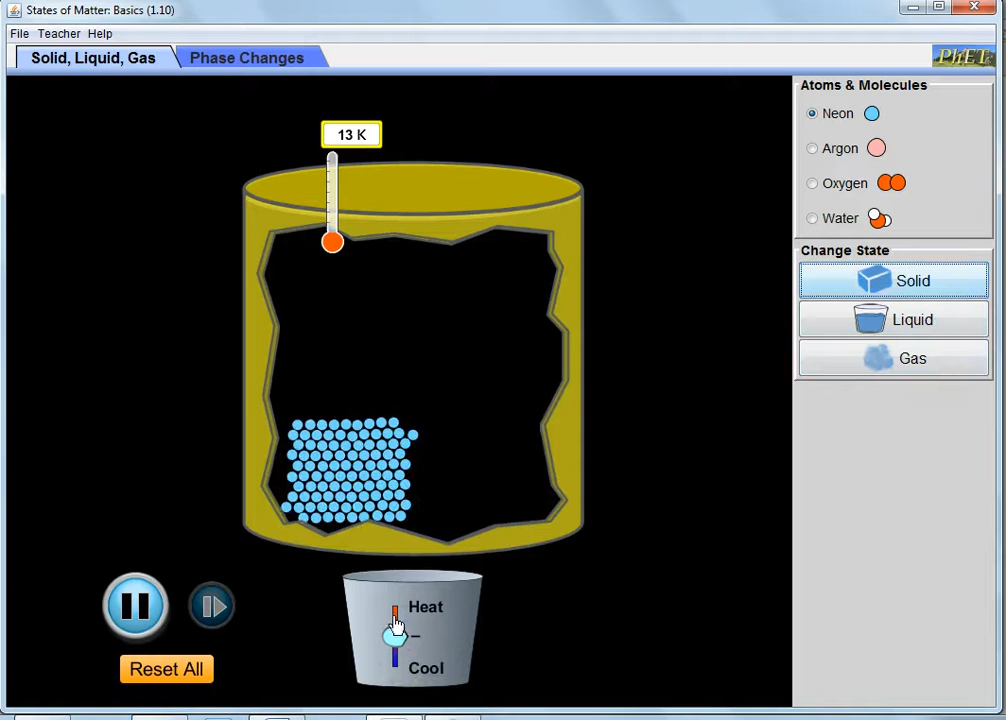 States of Matter: Basics (1.10)
File Teacher Help
Solid, Liquid, Gas Phase Changes
PhET
Atoms & Molecules
Neon
Argon
Oxygen
Water
Change State
Solid
Liquid
Gas
13 K
Heat
Cool
Reset All